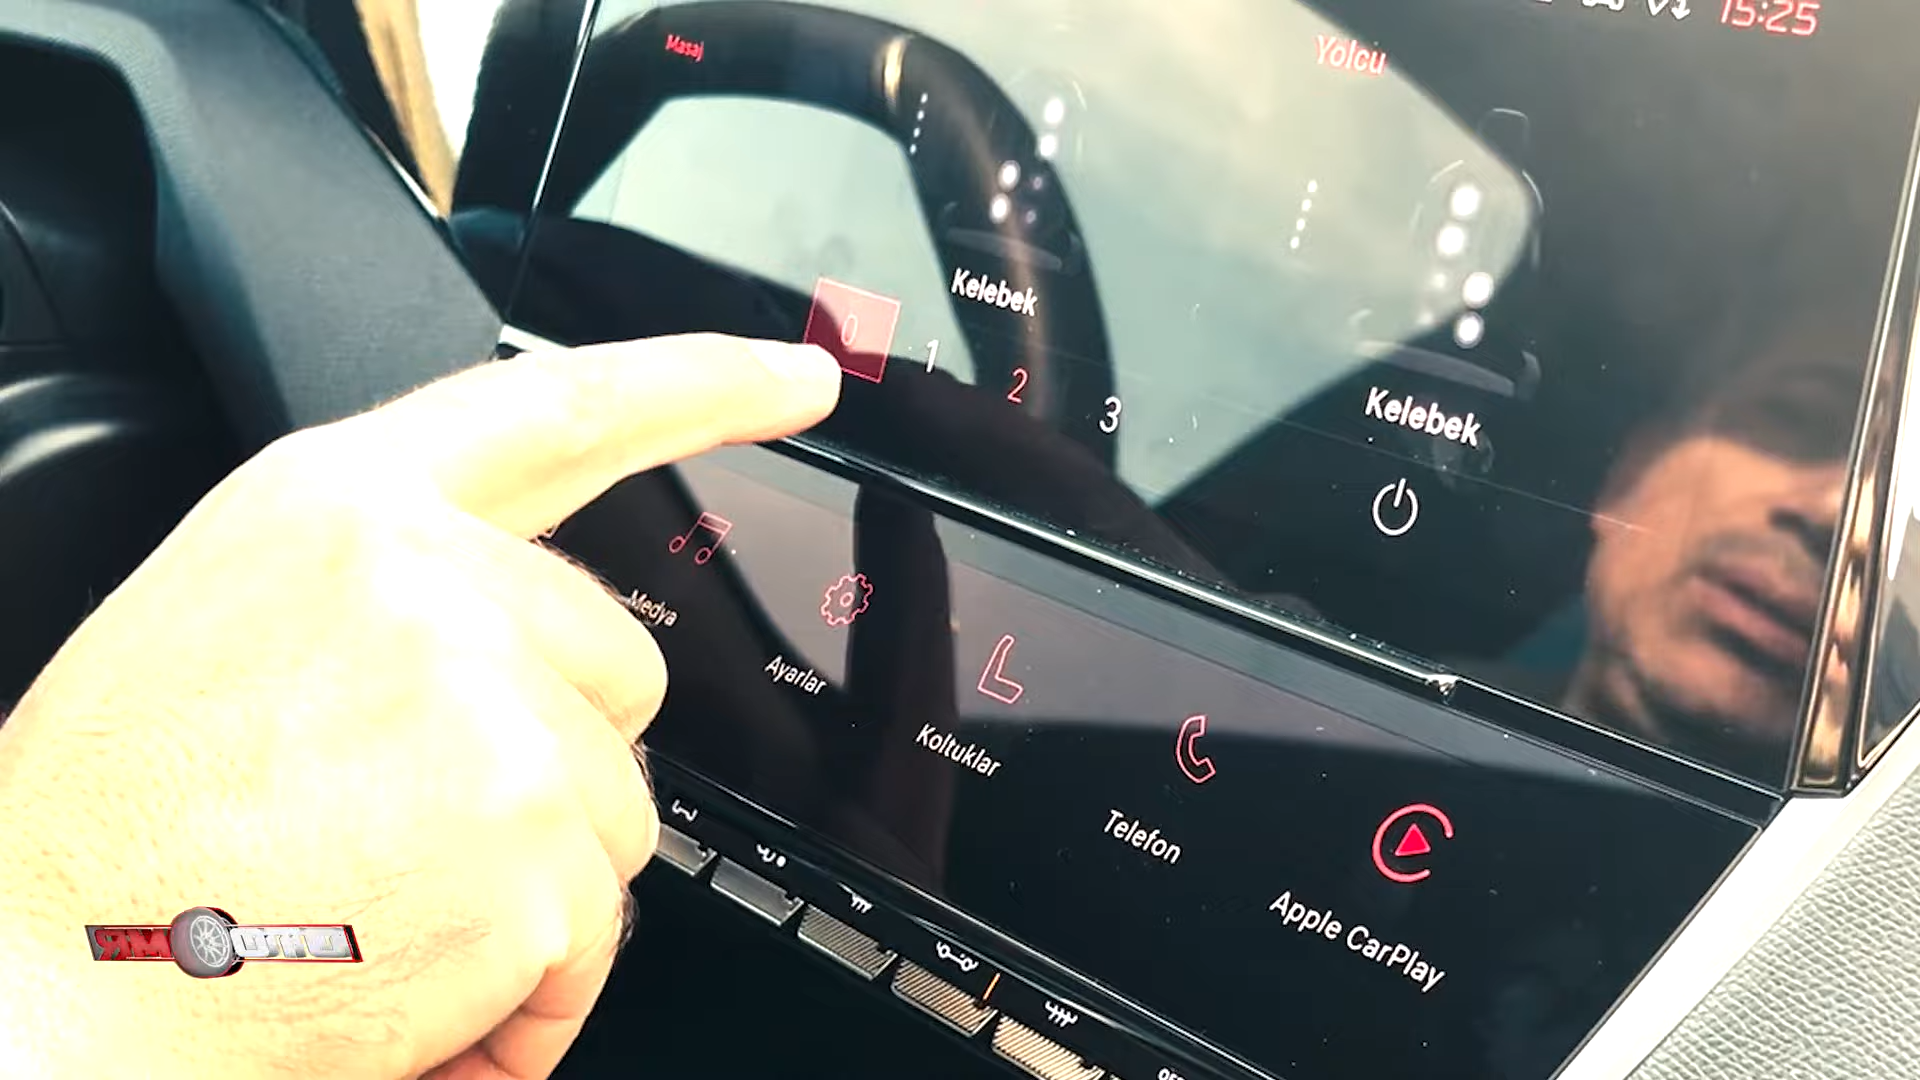 15:25
Masaj
Yolcu
Kelebek
0 1 2 3
Kelebek
Medya
Ayarlar
Koltuklar
Telefon
Apple CarPlay